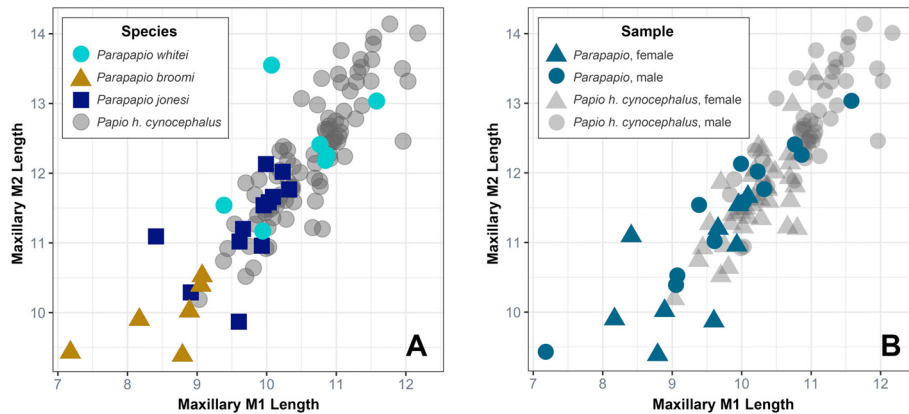 Species
Parapapio whitei
Parapapio broomi
Parapapio jonesi
Papio h. cynocephalus
14
13
12
11
10
Maxillary M2 Length
7 8 9 10 11 12
Maxillary M1 Length
A
Sample
Parapapio, female
Parapapio, male
Papio h. cynocephalus, female
Papio h. cynocephalus, male
14
13
12
11
10
Maxillary M2 Length
7 8 9 10 11 12
Maxillary M1 Length
B